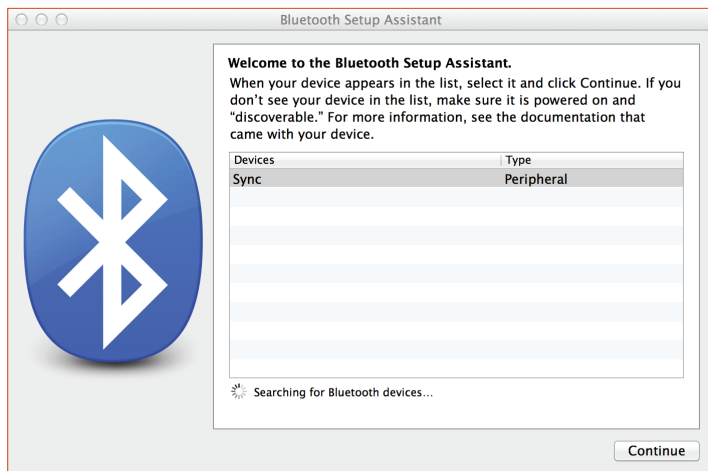 Bluetooth Setup Assistant
Welcome to the Bluetooth Setup Assistant.
When your device appears in the list, select it and click Continue. If you
don’t see your device in the list, make sure it is powered on and
“discoverable.” For more information, see the documentation that
came with your device.
Devices Type
Sync Peripheral
Searching for Bluetooth devices…
Continue